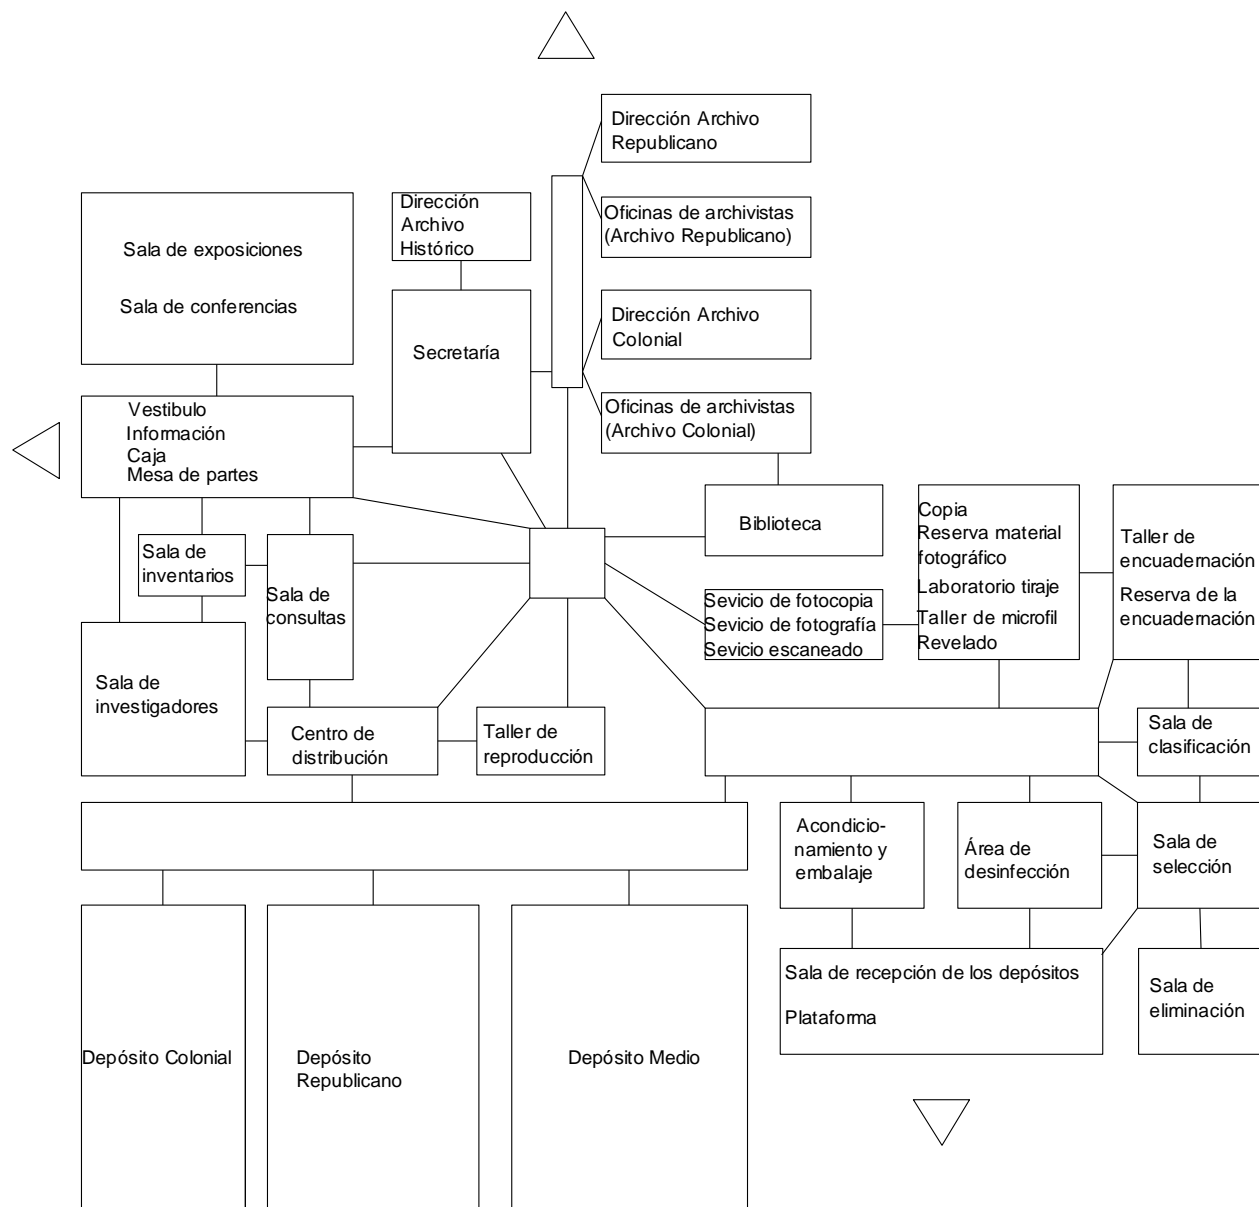 Dirección Archivo
Republicano
Dirección
Archivo
Histórico
Oficinas de archivistas
(Archivo Republicano)
Sala de exposiciones
Sala de conferencias
Dirección Archivo
Colonial
Secretaría
Vestibulo
Información
Caja
Mesa de partes
Oficinas de archivistas
(Archivo Colonial)
Biblioteca
Copia
Reserva material
fotográfico
Laboratorio tiraje
Taller de microfil
Revelado
Taller de
encuadernación
Reserva de la
encuadernación
Sala de
inventarios
Sala de
consultas
Sevicio de fotocopia
Sevicio de fotografía
Sevicio escaneado
Sala de
investigadores
Centro de
distribución
Taller de
reproducción
Sala de
clasificación
Acondicio-
namiento y
embalaje
Área de
desinfección
Sala de
selección
Sala de recepción de los depósitos
Plataforma
Sala de
eliminación
Depósito Colonial
Depósito
Republicano
Depósito Medio